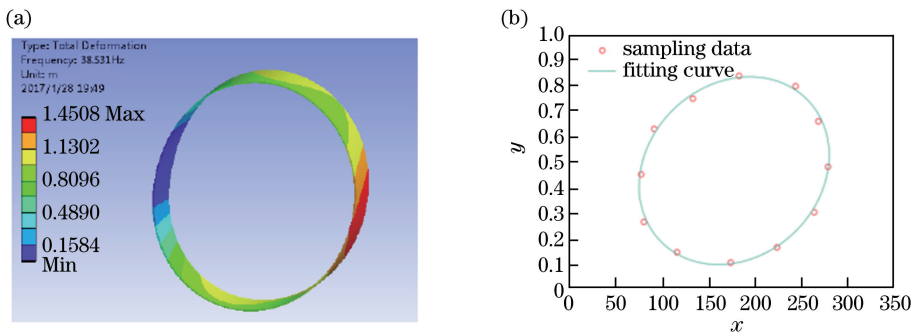 (a)
Type: Total Deformation
Frequency: 38.531Hz
Unit: m
2017/1/28 19:49
1.4508 Max
1.1302
0.8096
0.4890
0.1584
Min
(b)
1.0
0.9
0.8
0.7
0.6
0.5
0.4
0.3
0.2
0.1
0
y
sampling data
fitting curve
0 50 100 150 200 250 300 350
x